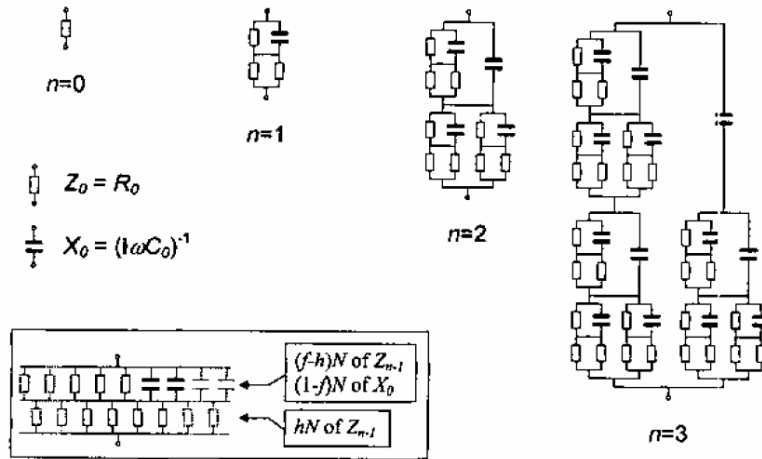 n=0
n=1
n=2
n=3
Z₀ = R₀
X₀ = (iωC₀)⁻¹
(f-h)N of Zₙ₋₁
(1-f)N of X₀
hN of Zₙ₋₁